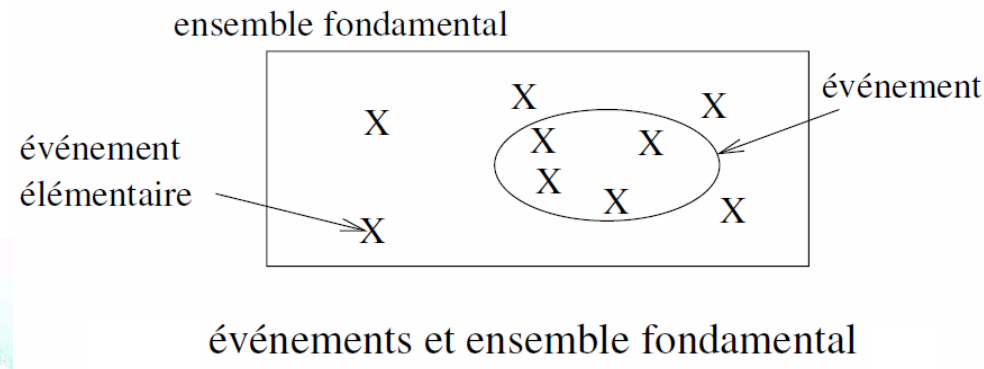 ensemble fondamental
événement
X
X
X
X
X
événement
élémentaire
X
X
X
X
événements et ensemble fondamental